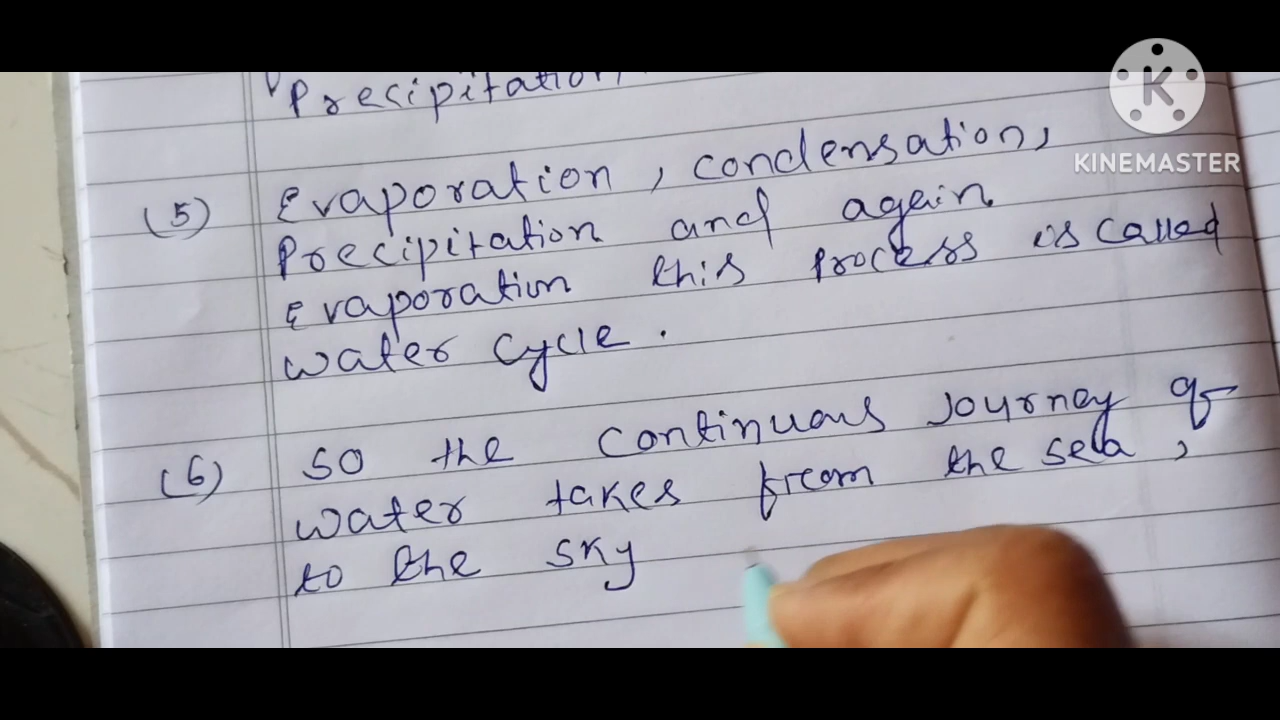 Precipitation.
KINEMASTER
(5) Evaporation, condensation,
Precipitation and again
Evaporation this process is called
water cycle.
(6) So the continuous Journey of
water takes from the sea,
to the sky